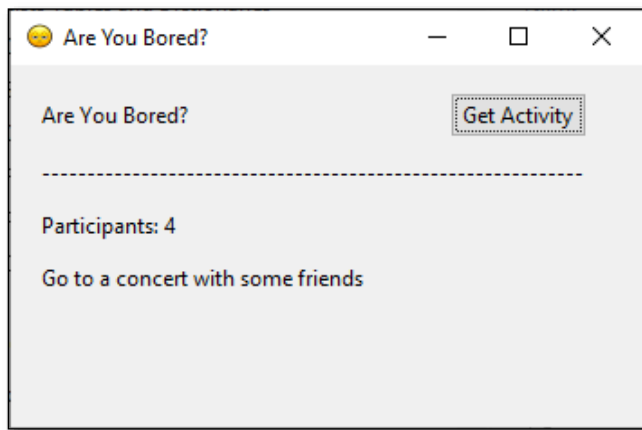 Are You Bored?
Are You Bored? Get Activity
------------------------------------------------------------
Participants: 4
Go to a concert with some friends